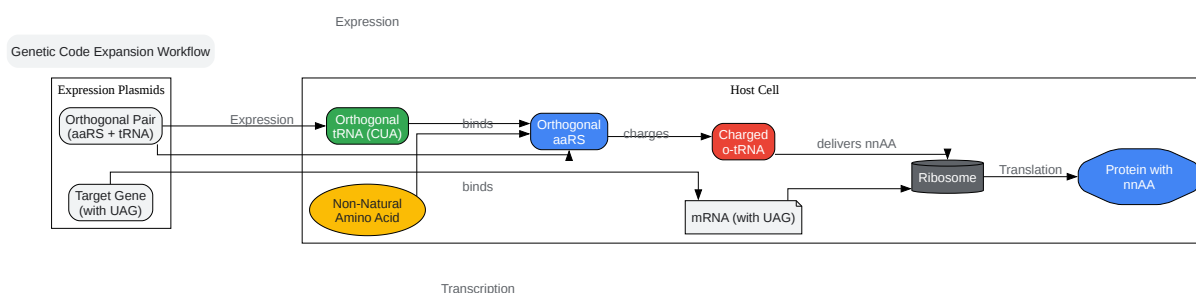 Expression
Genetic Code Expansion Workflow
Expression Plasmids
Host Cell
Orthogonal Pair
(aaRS + tRNA)
Expression
Orthogonal
tRNA (CUA)
binds
Orthogonal
aaRS
charges
Charged
o-tRNA
delivers nnAA
Ribosome
Translation
Protein with
nnAA
Target Gene
(with UAG)
Non-Natural
Amino Acid
binds
mRNA (with UAG)
Transcription